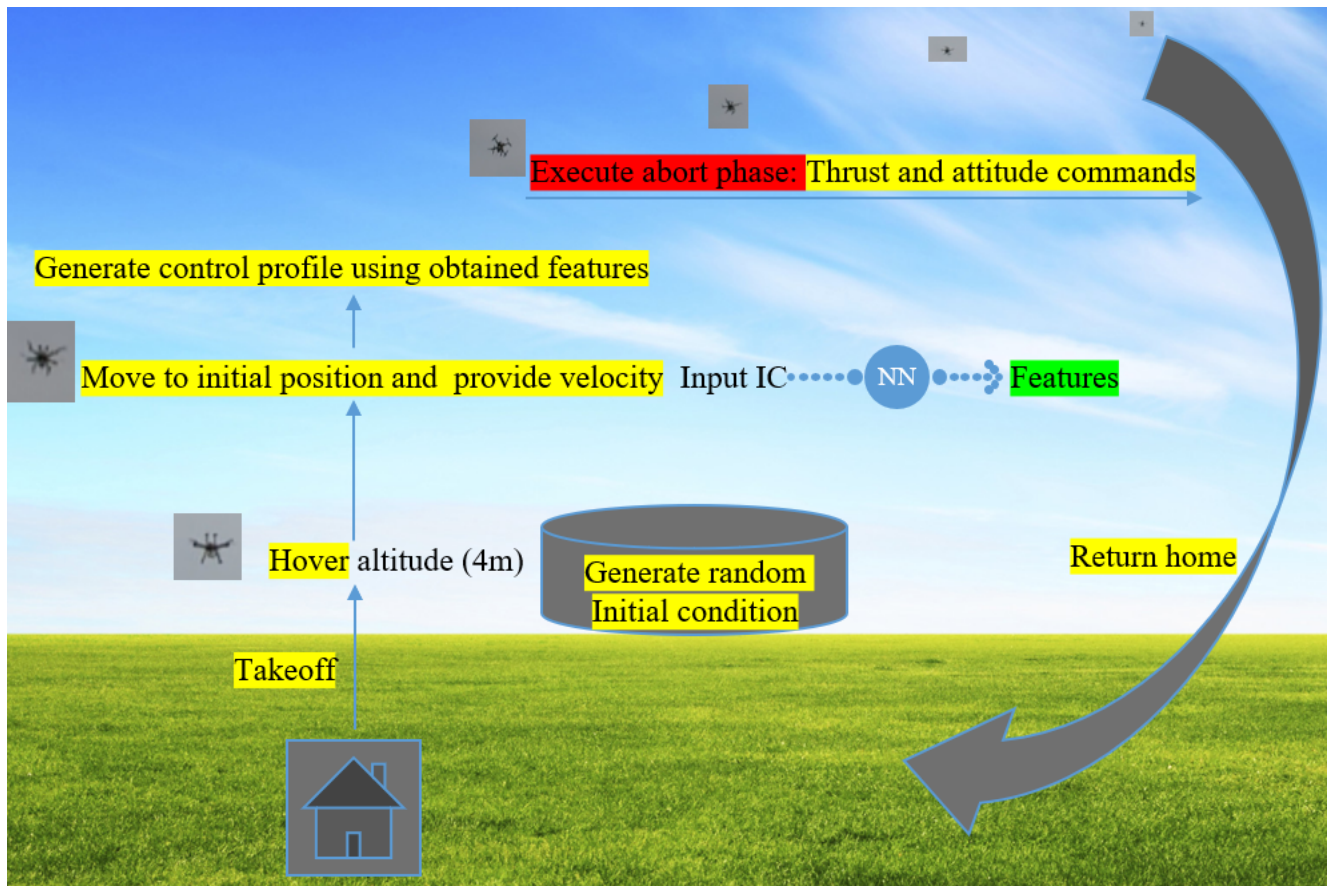 Execute abort phase: Thrust and attitude commands
Generate control profile using obtained features
Move to initial position and  provide velocity Input IC NN Features
Hover altitude (4m)
Generate random
Initial condition
Return home
Takeoff